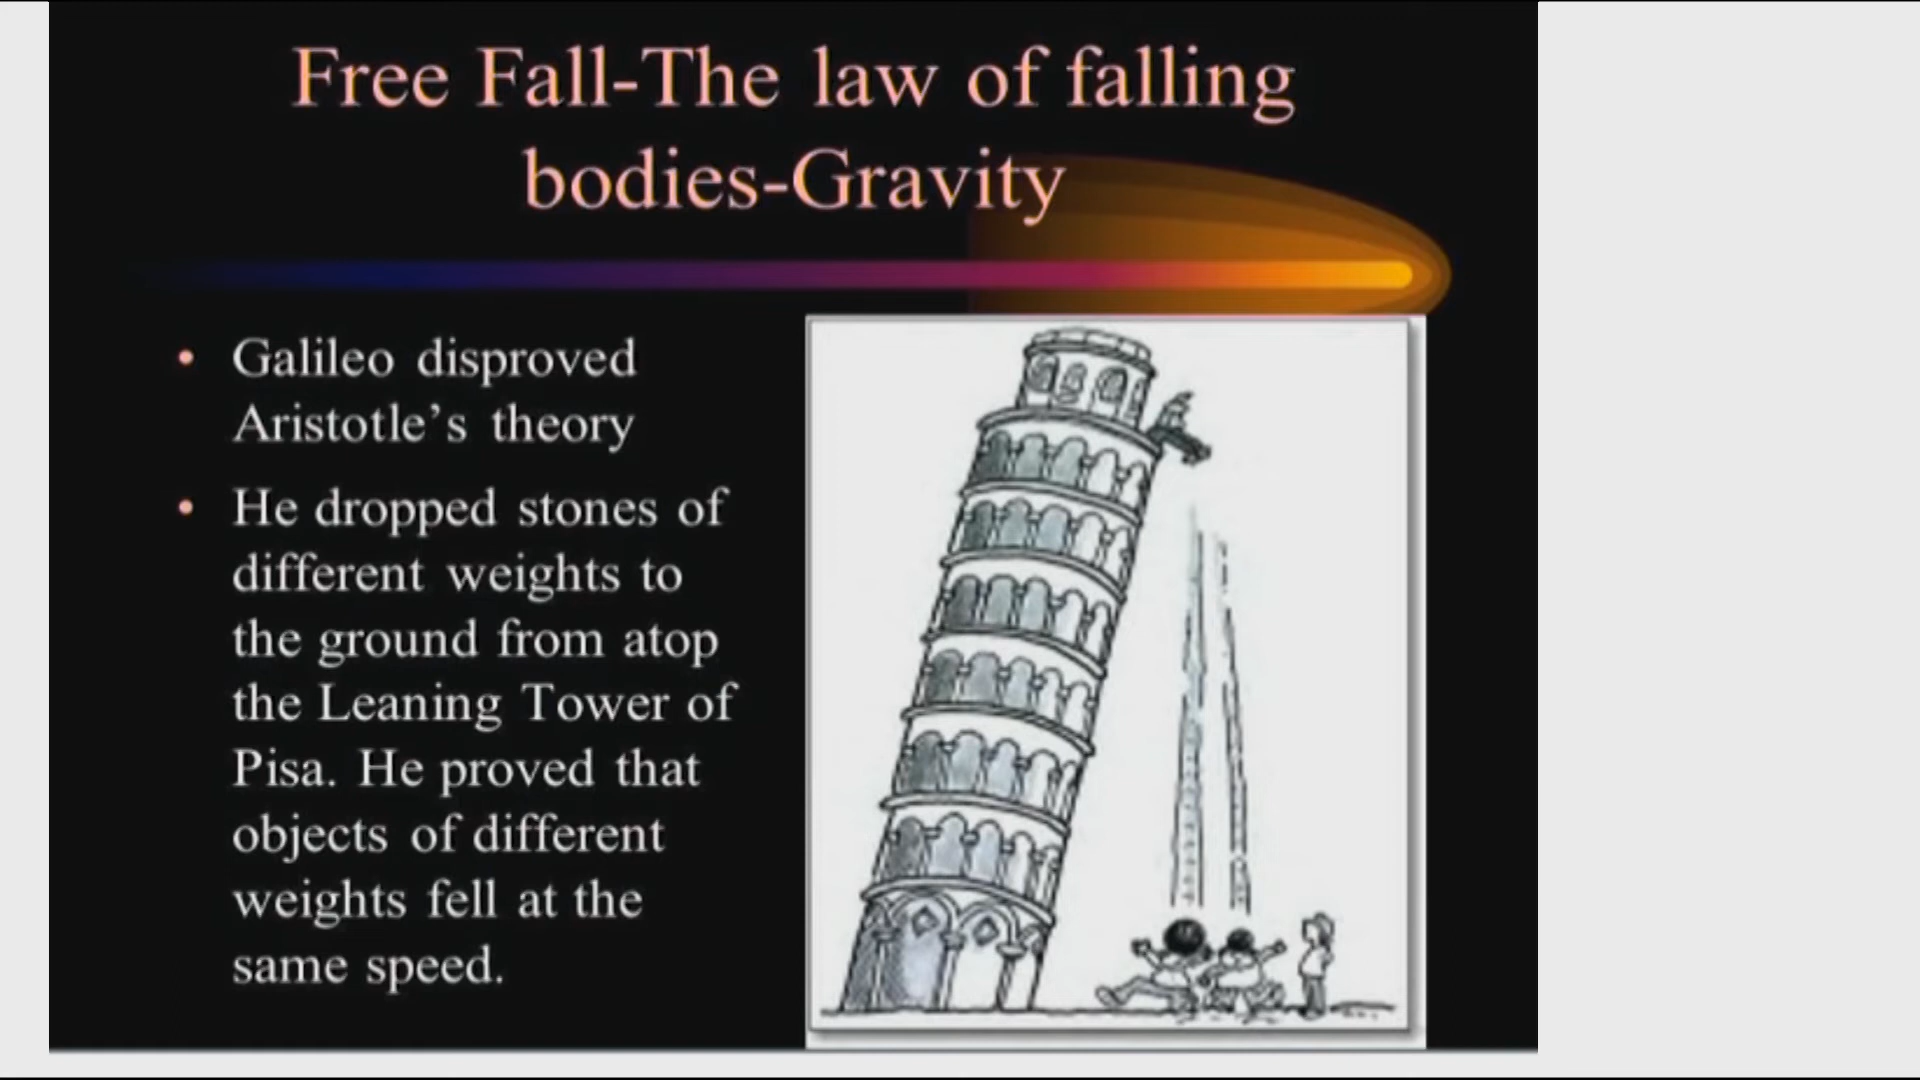 Free Fall-The law of falling
bodies-Gravity
• Galileo disproved
Aristotle’s theory
• He dropped stones of
different weights to
the ground from atop
the Leaning Tower of
Pisa. He proved that
objects of different
weights fell at the
same speed.